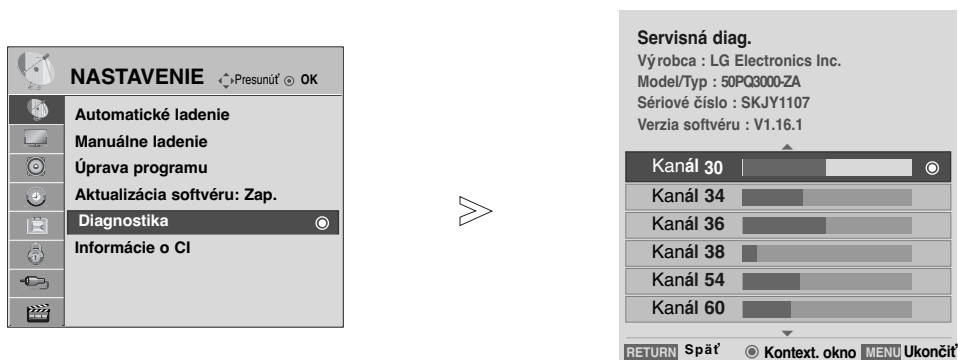 NASTAVENIE Presunúť OK
Automatické ladenie
Manuálne ladenie
Úprava programu
Aktualizácia softvéru: Zap.
Diagnostika
Informácie o CI
Servisná diag.
Výrobca : LG Electronics Inc.
Model/Typ : 50PQ3000-ZA
Sériové číslo : SKJY1107
Verzia softvéru : V1.16.1
Kanál 30
Kanál 34
Kanál 36
Kanál 38
Kanál 54
Kanál 60
RETURN Späť Kontext. okno MENU Ukončiť